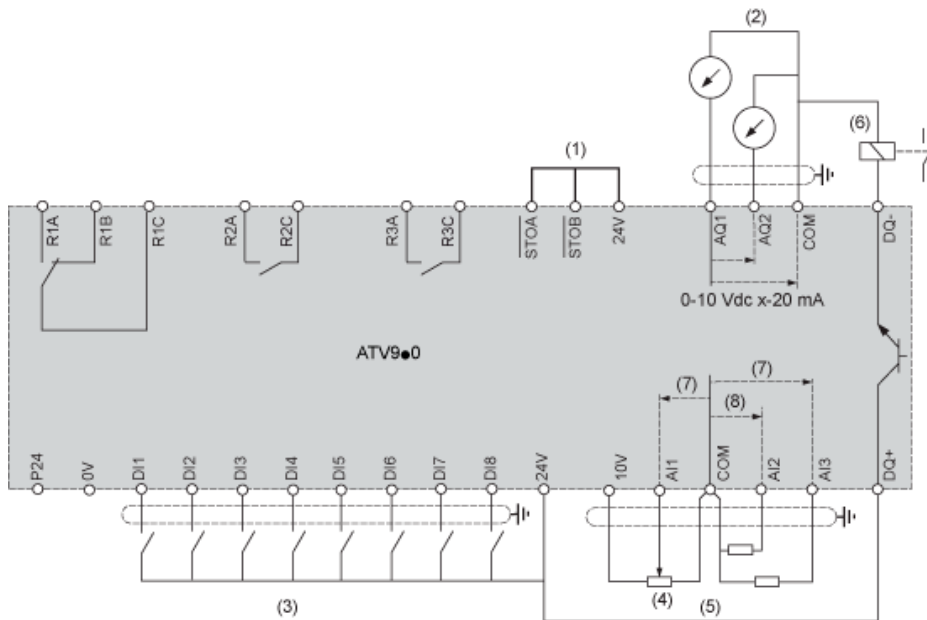 (2)
(6)
(1)
R1A
R1B
R1C
R2A
R2C
R3A
R3C
STOA
STOB
24V
AQ1
AQ2
COM
DQ-
0-10 Vdc x-20 mA
ATV9●0
(7)
(7)
(8)
P24
0V
DI1
DI2
DI3
DI4
DI5
DI6
DI7
DI8
24V
10V
AI1
COM
AI2
AI3
DQ+
(3)
(4)
(5)